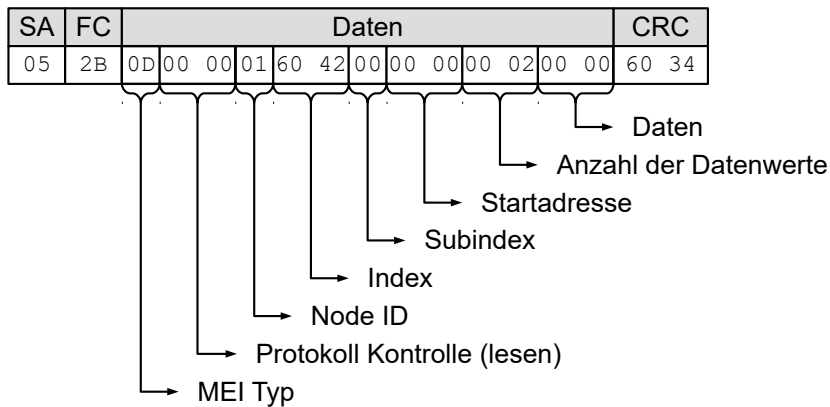 SA FC Daten CRC
05 2B 0D 00 00 01 60 42 00 00 00 00 02 00 00 60 34
Daten
Anzahl der Datenwerte
Startadresse
Subindex
Index
Node ID
Protokoll Kontrolle (lesen)
MEI Typ